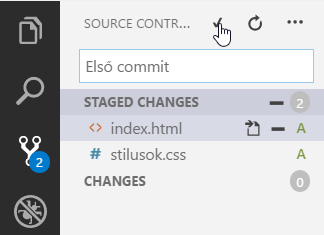 SOURCE CONTR...
Első commit
STAGED CHANGES 2
<> index.html A
2
# stilusok.css A
CHANGES 0